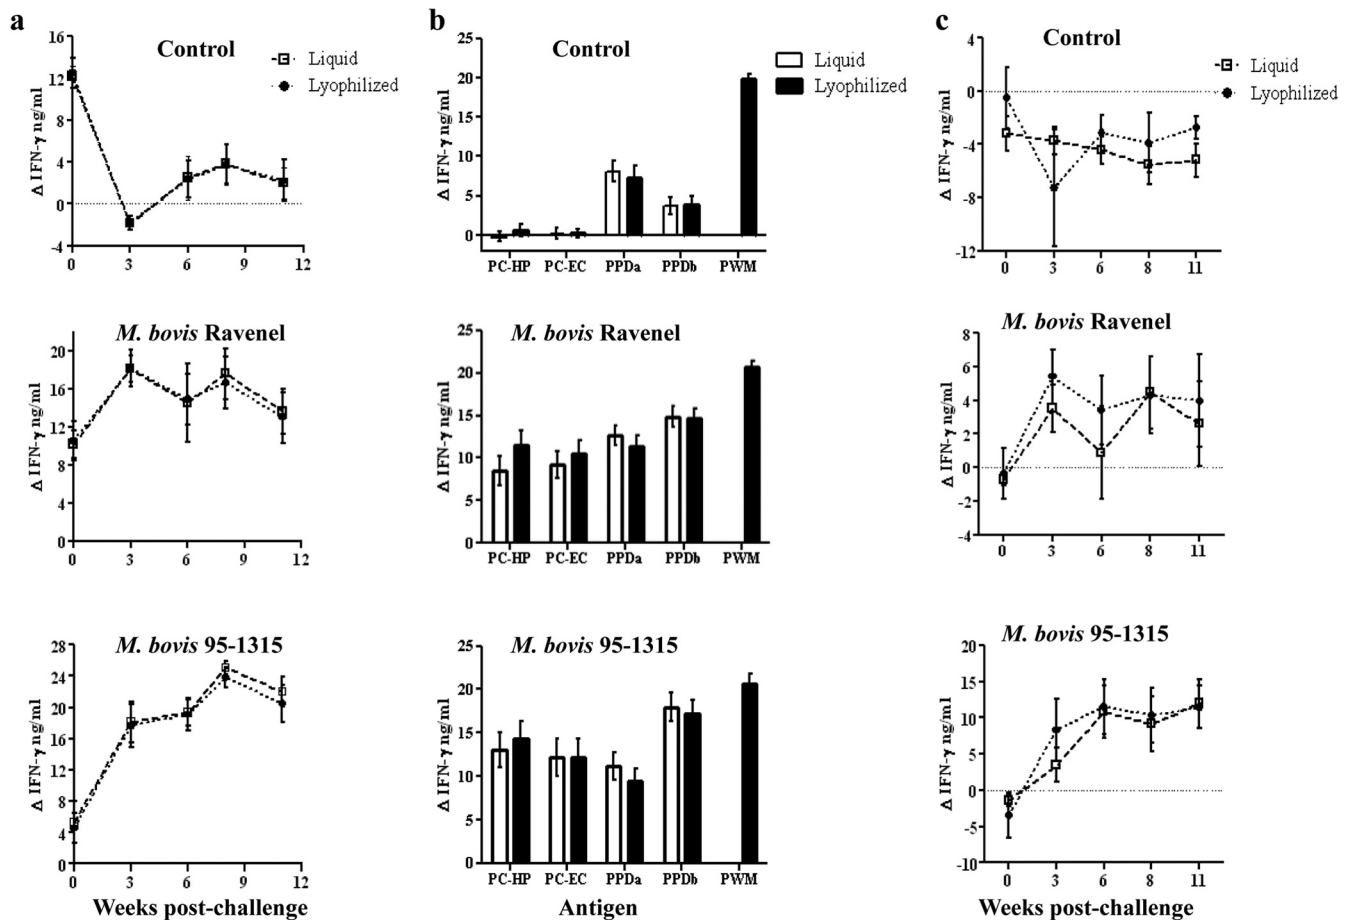 a
Control
Liquid
Lyophilized
Δ IFN-γ ng/ml
16
12
8
4
0
-4
0 3 6 9 12
M. bovis Ravenel
Δ IFN-γ ng/ml
20
16
12
8
4
0
0 3 6 9 12
M. bovis 95-1315
Δ IFN-γ ng/ml
28
24
20
16
12
8
4
0
0 3 6 9 12
Weeks post-challenge
b
Control
Liquid
Lyophilized
Δ IFN-γ ng/ml
25
20
15
10
5
0
PC-HP PC-EC PPDa PPDb PWM
M. bovis Ravenel
Δ IFN-γ ng/ml
25
20
15
10
5
0
PC-HP PC-EC PPDa PPDb PWM
M. bovis 95-1315
Δ IFN-γ ng/ml
25
20
15
10
5
0
PC-HP PC-EC PPDa PPDb PWM
Antigen
c
Control
Liquid
Lyophilized
Δ IFN-γ ng/ml
4
0
-4
-8
-12
0 3 6 8 11
M. bovis Ravenel
Δ IFN-γ ng/ml
8
6
4
2
0
-2
-4
0 3 6 8 11
M. bovis 95-1315
Δ IFN-γ ng/ml
20
15
10
5
0
-5
-10
0 3 6 8 11
Weeks post-challenge